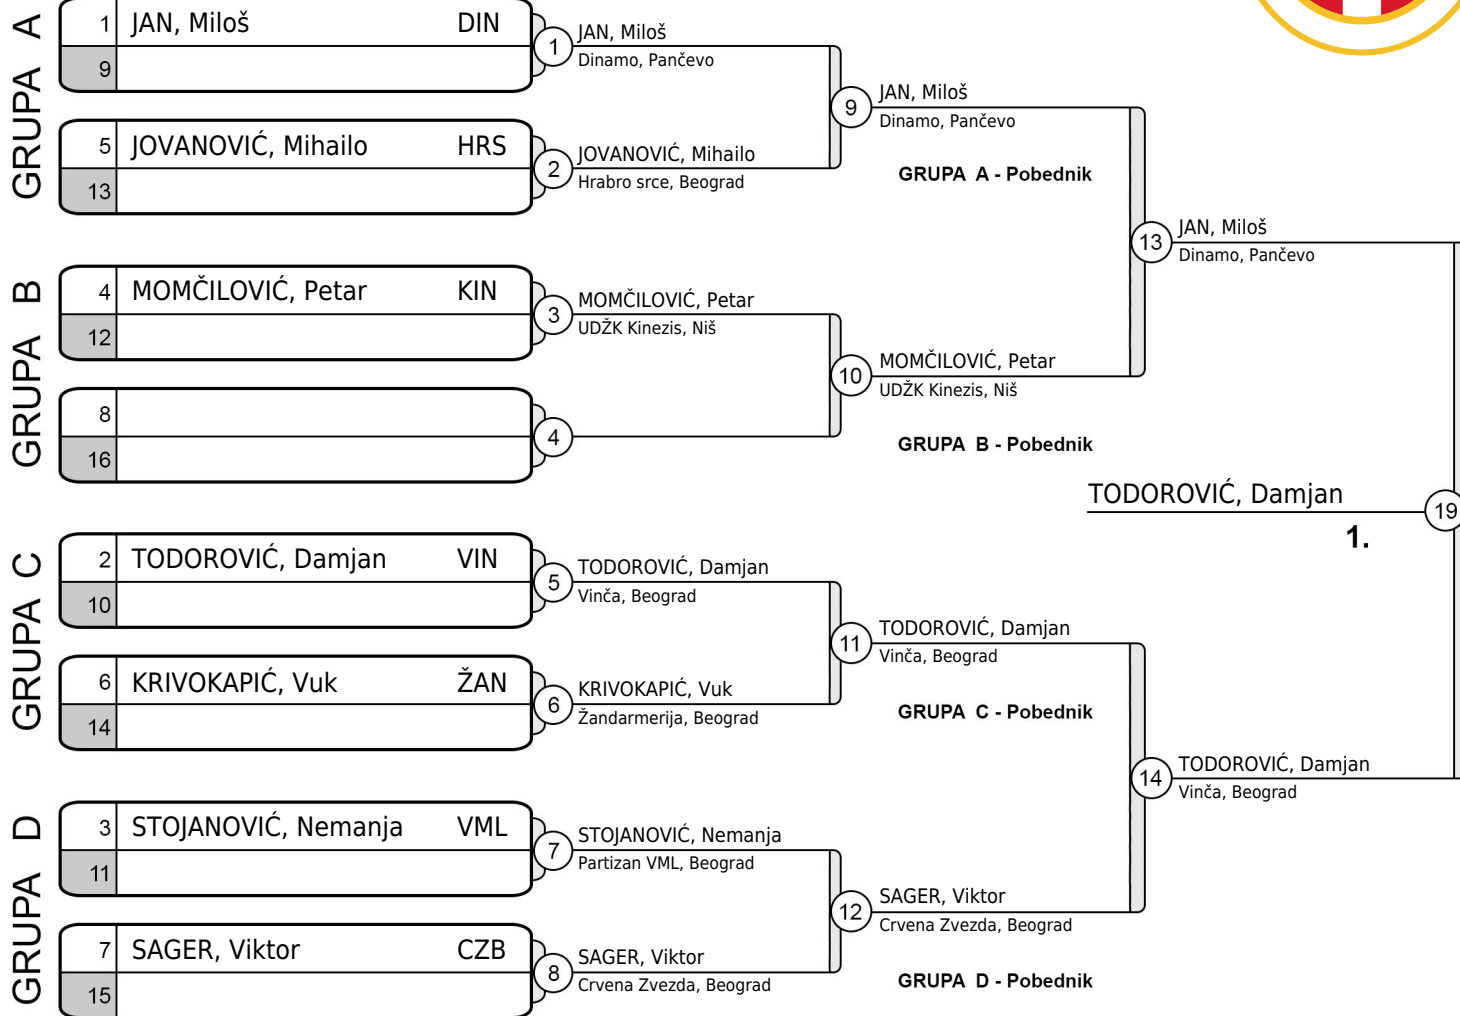 GRUPA A
1 JAN, Miloš DIN
9
1
JAN, Miloš
Dinamo, Pančevo
5 JOVANOVIĆ, Mihailo HRS
13
2
JOVANOVIĆ, Mihailo
Hrabro srce, Beograd
9
JAN, Miloš
Dinamo, Pančevo
GRUPA A - Pobednik
GRUPA B
4 MOMČILOVIĆ, Petar KIN
12
3
MOMČILOVIĆ, Petar
UDŽK Kinezis, Niš
8
16
4
10
MOMČILOVIĆ, Petar
UDŽK Kinezis, Niš
GRUPA B - Pobednik
13
JAN, Miloš
Dinamo, Pančevo
TODOROVIĆ, Damjan
19
1.
GRUPA C
2 TODOROVIĆ, Damjan VIN
10
5
TODOROVIĆ, Damjan
Vinča, Beograd
6 KRIVOKAPIĆ, Vuk ŽAN
14
6
KRIVOKAPIĆ, Vuk
Žandarmerija, Beograd
11
TODOROVIĆ, Damjan
Vinča, Beograd
GRUPA C - Pobednik
14
TODOROVIĆ, Damjan
Vinča, Beograd
GRUPA D
3 STOJANOVIĆ, Nemanja VML
11
7
STOJANOVIĆ, Nemanja
Partizan VML, Beograd
7 SAGER, Viktor CZB
15
8
SAGER, Viktor
Crvena Zvezda, Beograd
12
SAGER, Viktor
Crvena Zvezda, Beograd
GRUPA D - Pobednik